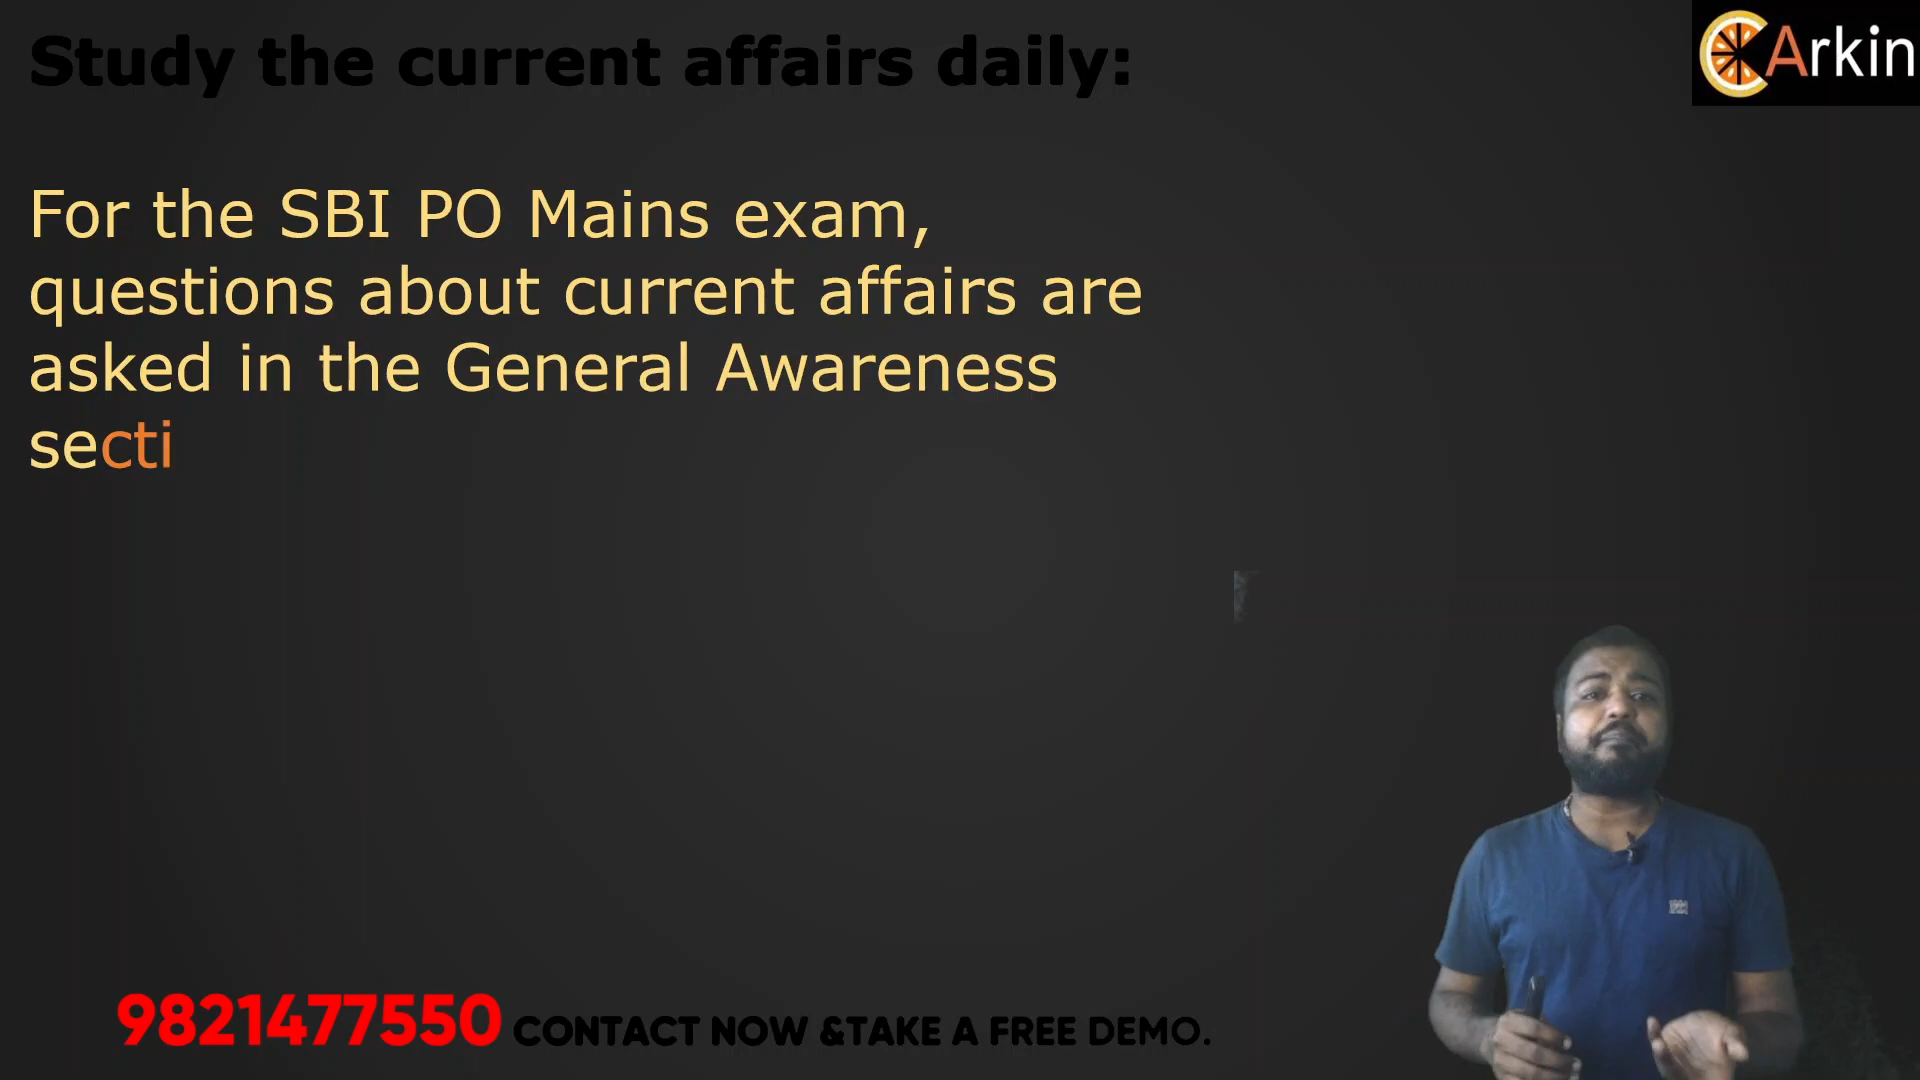 Study the current affairs daily:
Arkin
For the SBI PO Mains exam,
questions about current affairs are
asked in the General Awareness
secti
9821477550 CONTACT NOW &TAKE A FREE DEMO.